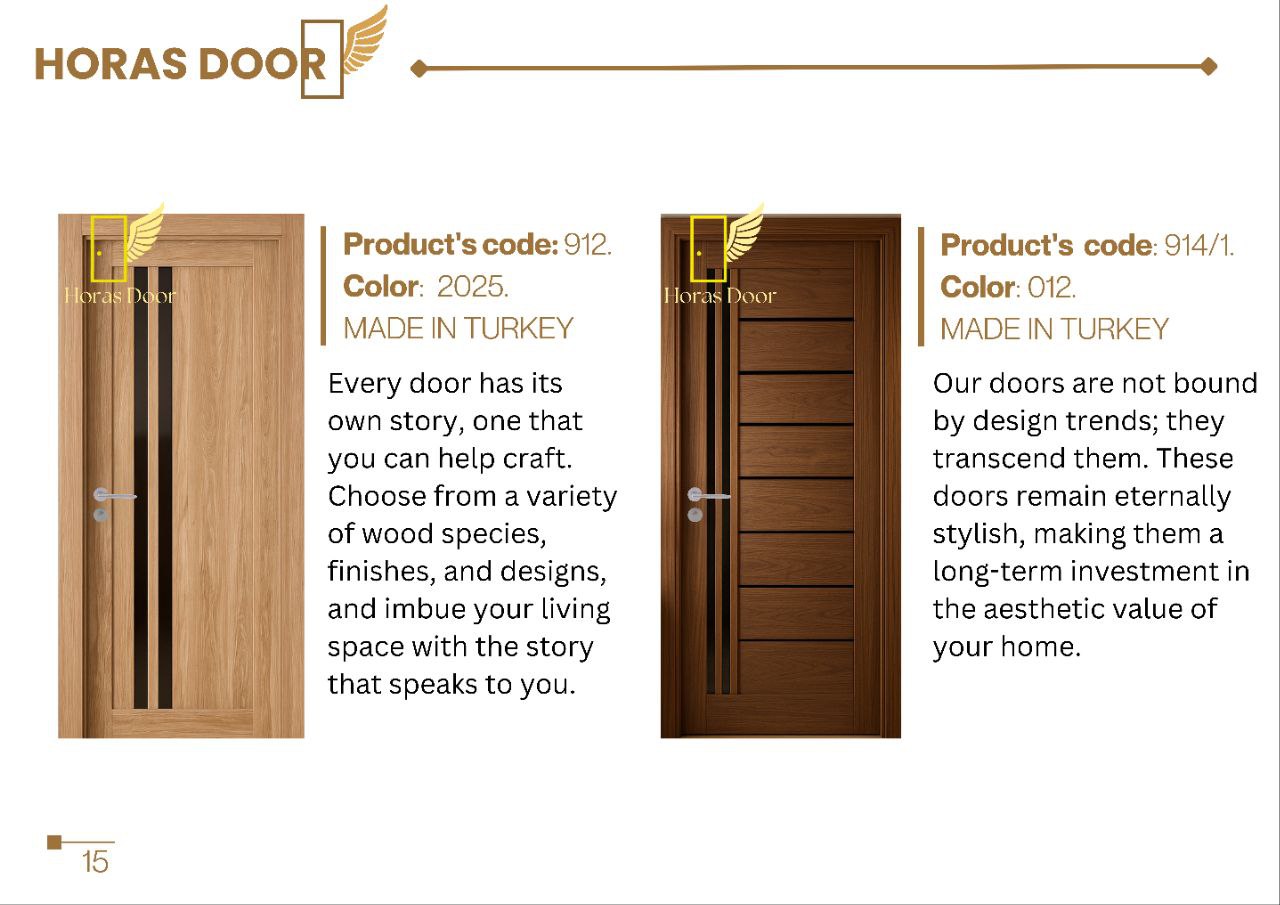 HORAS DOOR
Horas Door
Product's code: 912.
Color: 2025.
MADE IN TURKEY
Every door has its
own story, one that
you can help craft.
Choose from a variety
of wood species,
finishes, and designs,
and imbue your living
space with the story
that speaks to you.
Horas Door
Product's code: 914/1.
Color: 012.
MADE IN TURKEY
Our doors are not bound
by design trends; they
transcend them. These
doors remain eternally
stylish, making them a
long-term investment in
the aesthetic value of
your home.
15